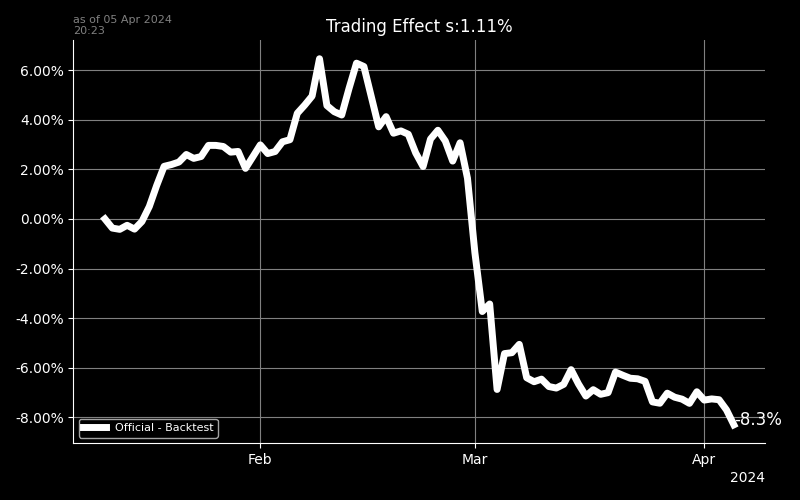 as of 05 Apr 2024
20:23
Trading Effect s:1.11%
6.00%
4.00%
2.00%
0.00%
-2.00%
-4.00%
-6.00%
-8.00%
-8.3%
Official - Backtest
Feb
Mar
Apr
2024